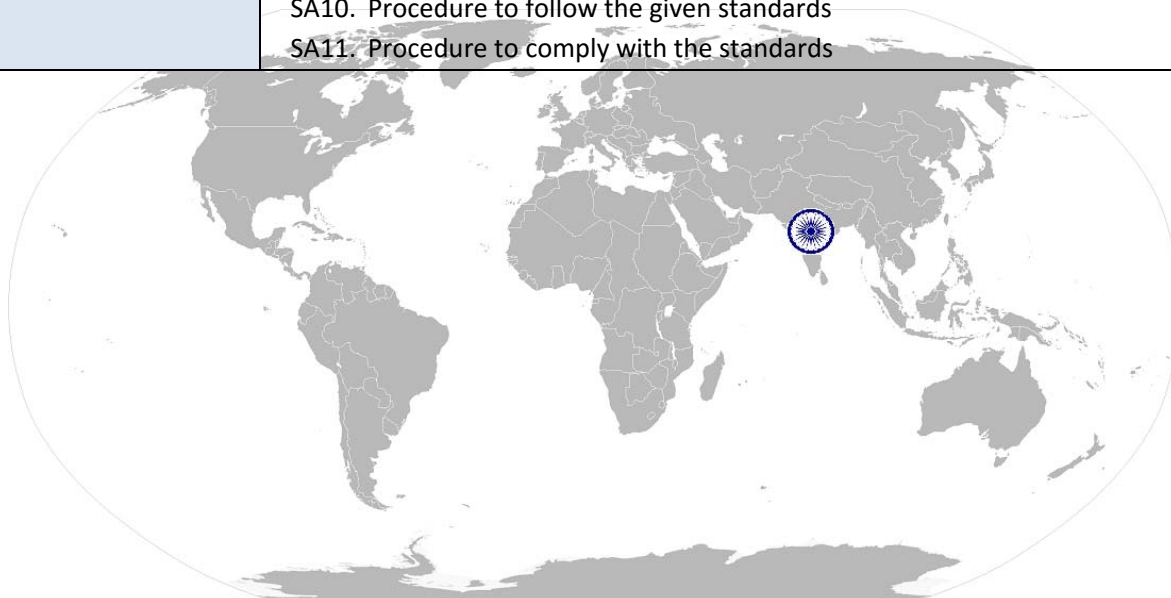 SA10. Procedure to follow the given standards
SA11. Procedure to comply with the standards